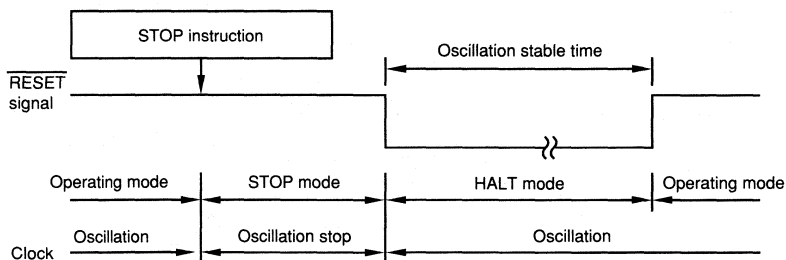 STOP instruction
Oscillation stable time
RESET
signal
Operating mode
STOP mode
HALT mode
Operating mode
Clock
Oscillation
Oscillation stop
Oscillation